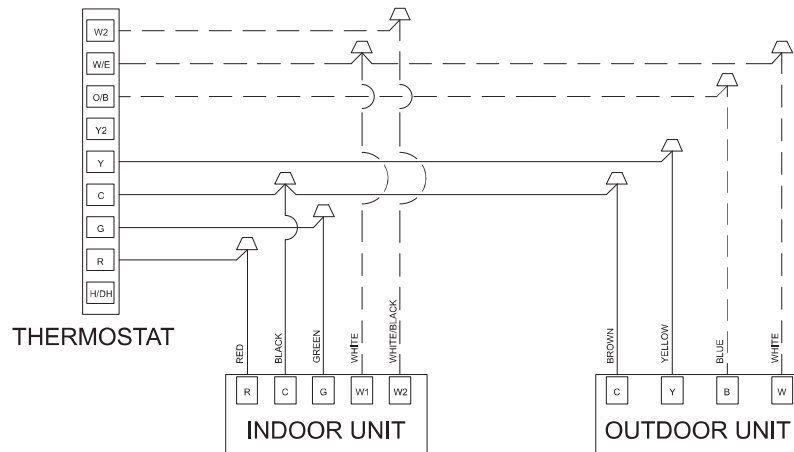 W2
W/E
O/B
Y2
Y
C
G
R
H/DH
THERMOSTAT
RED
BLACK
GREEN
WHITE
WHITE/BLACK
BROWN
YELLOW
BLUE
WHITE
R
C
G
W1
W2
C
Y
B
W
INDOOR UNIT
OUTDOOR UNIT